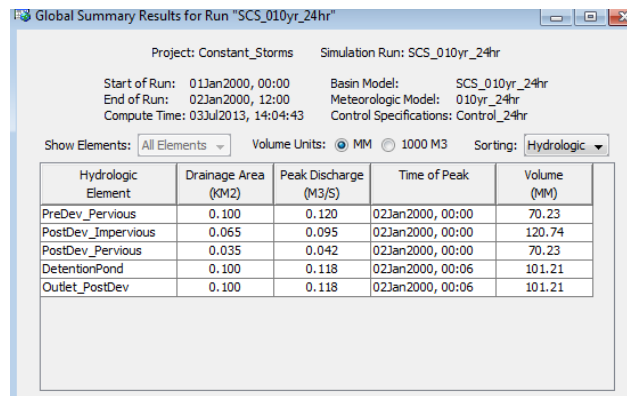 Global Summary Results for Run "SCS_010yr_24hr"
Project: Constant_Storms Simulation Run: SCS_010yr_24hr
Start of Run: 01Jan2000, 00:00 Basin Model: SCS_010yr_24hr
End of Run: 02Jan2000, 12:00 Meteorologic Model: 010yr_24hr
Compute Time: 03Jul2013, 14:04:43 Control Specifications: Control_24hr
Show Elements: All Elements Volume Units: MM 1000 M3 Sorting: Hydrologic
Hydrologic Drainage Area Peak Discharge Time of Peak Volume
Element (KM2) (M3/S) (MM)
PreDev_Pervious 0.100 0.120 02Jan2000, 00:00 70.23
PostDev_Impervious 0.065 0.095 02Jan2000, 00:00 120.74
PostDev_Pervious 0.035 0.042 02Jan2000, 00:00 70.23
DetentionPond 0.100 0.118 02Jan2000, 00:06 101.21
Outlet_PostDev 0.100 0.118 02Jan2000, 00:06 101.21